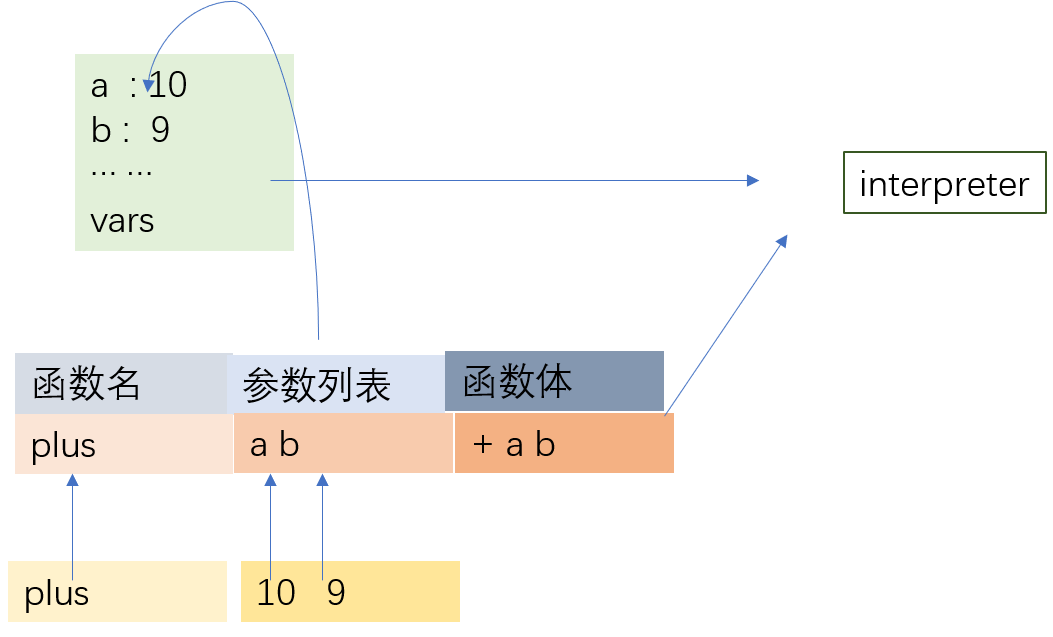 a : 10
b : 9
... ...
vars
interpreter
函数名 参数列表 函数体
plus a b + a b
plus 10 9